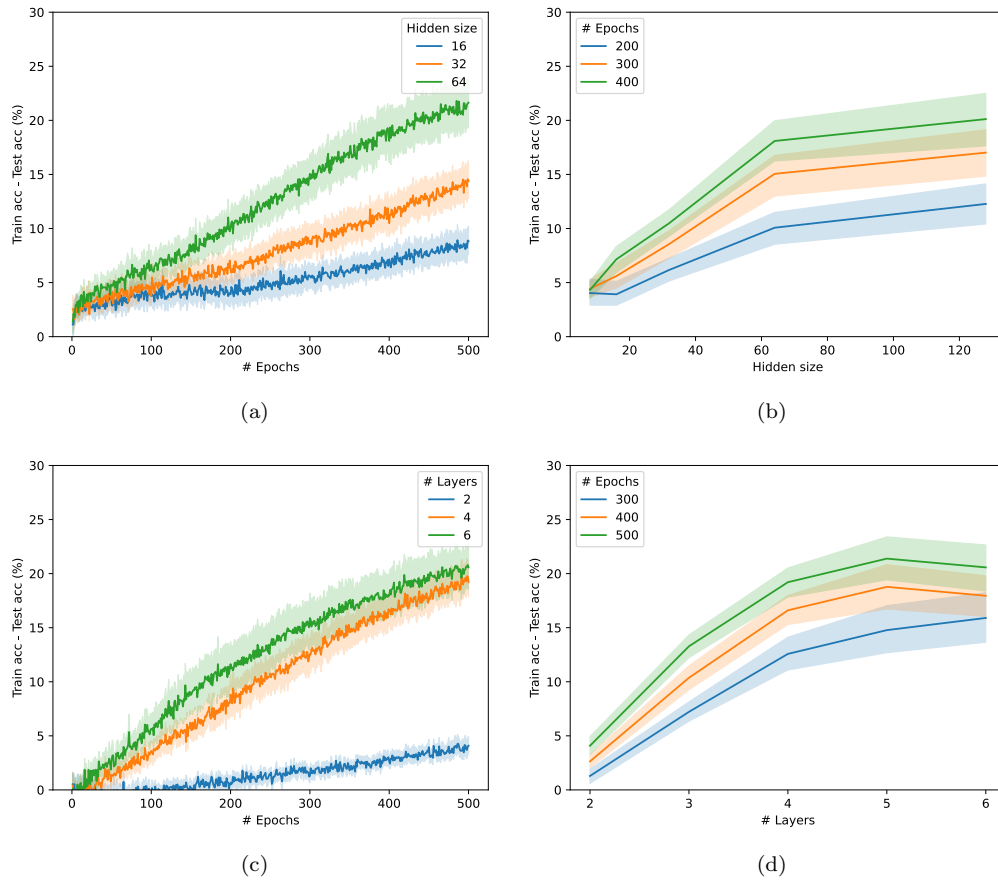 30
25
20
15
10
5
0
Train acc - Test acc (%)
0 100 200 300 400 500
# Epochs
Hidden size
16
32
64
(a)
30
25
20
15
10
5
0
Train acc - Test acc (%)
20 40 60 80 100 120
Hidden size
# Epochs
200
300
400
(b)
30
25
20
15
10
5
0
Train acc - Test acc (%)
0 100 200 300 400 500
# Epochs
# Layers
2
4
6
(c)
30
25
20
15
10
5
0
Train acc - Test acc (%)
2 3 4 5 6
# Layers
# Epochs
300
400
500
(d)